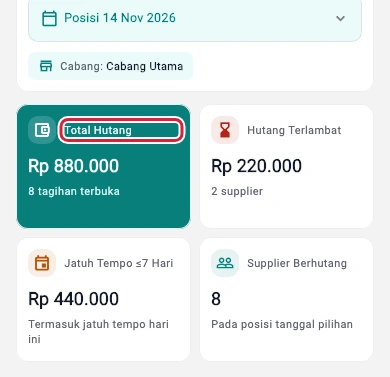 Posisi 14 Nov 2026
Cabang: Cabang Utama
Total Hutang
Rp 880.000
8 tagihan terbuka
Hutang Terlambat
Rp 220.000
2 supplier
Jatuh Tempo ≤7 Hari
Rp 440.000
Termasuk jatuh tempo hari
ini
Supplier Berhutang
8
Pada posisi tanggal pilihan